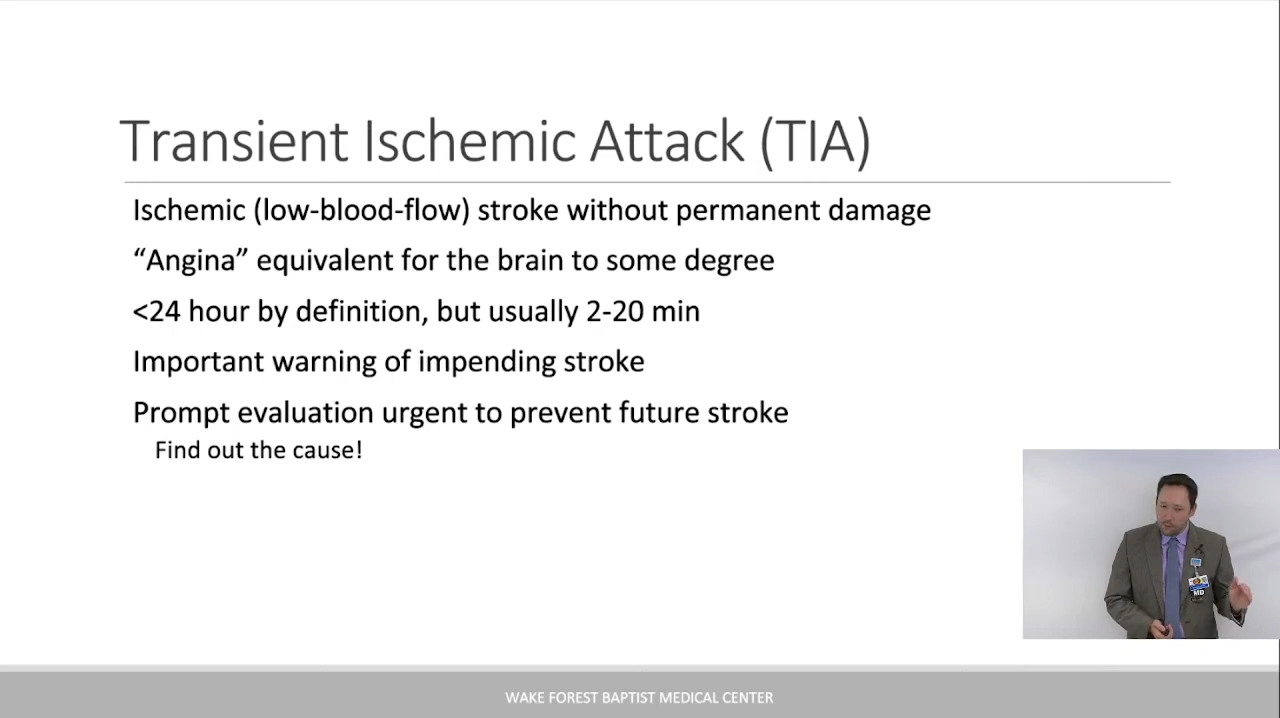 Transient Ischemic Attack (TIA)
Ischemic (low-blood-flow) stroke without permanent damage
“Angina” equivalent for the brain to some degree
<24 hour by definition, but usually 2-20 min
Important warning of impending stroke
Prompt evaluation urgent to prevent future stroke
Find out the cause!
MD
WAKE FOREST BAPTIST MEDICAL CENTER